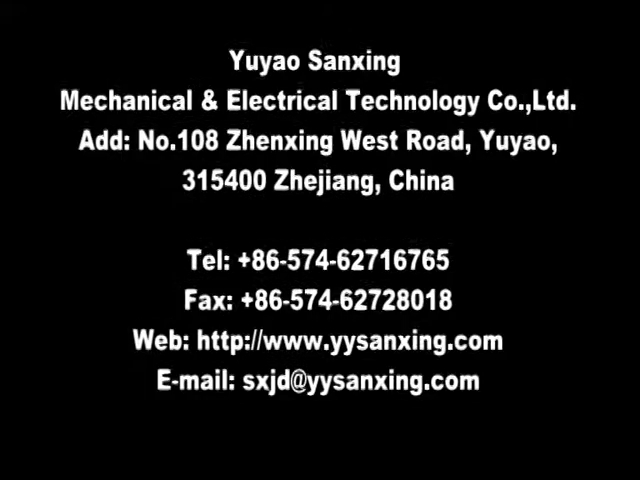 Yuyao Sanxing
Mechanical & Electrical Technology Co.,Ltd.
Add: No.108 Zhenxing West Road, Yuyao,
315400 Zhejiang, China
Tel: +86-574-62716765
Fax: +86-574-62728018
Web: http://www.yysanxing.com
E-mail: sxjd@yysanxing.com